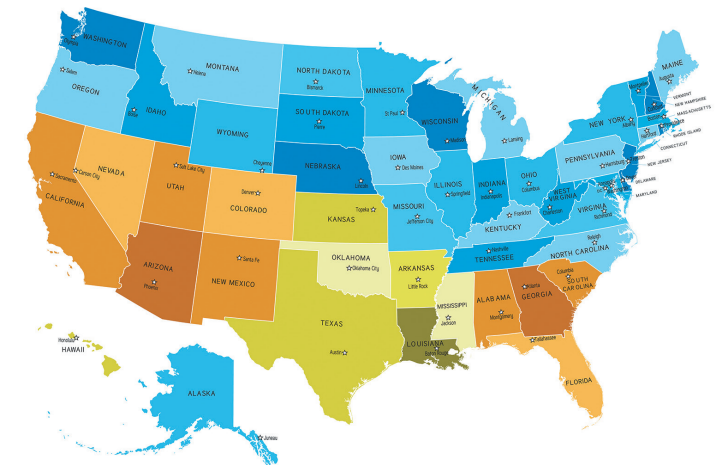 WASHINGTON
Olympia
OREGON
Salem
IDAHO
Boise
MONTANA
Helena
WYOMING
Cheyenne
NORTH DAKOTA
Bismarck
SOUTH DAKOTA
Pierre
NEBRASKA
Lincoln
MINNESOTA
St Paul
WISCONSIN
Madison
MICHIGAN
Lansing
IOWA
Des Moines
NEVADA
Carson City
CALIFORNIA
Sacramento
UTAH
Salt Lake City
COLORADO
Denver
KANSAS
Topeka
MISSOURI
Jefferson City
ILLINOIS
Springfield
INDIANA
Indianapolis
OHIO
Columbus
KENTUCKY
Frankfort
TENNESSEE
Nashville
WEST
VIRGINIA
Charleston
VIRGINIA
Richmond
NORTH CAROLINA
Raleigh
SOUTH
CAROLINA
Columbia
PENNSYLVANIA
Harrisburg
NEW YORK
Albany
MAINE
Augusta
VERMONT
NEW HAMPSHIRE
MASSACHUSETTS
RHODE ISLAND
CONNECTICUT
NEW JERSEY
DELAWARE
MARYLAND
Montpelier
Boston
Hartford
ARIZONA
Phoenix
NEW MEXICO
Santa Fe
TEXAS
Austin
OKLAHOMA
Oklahoma City
ARKANSAS
Little Rock
LOUISIANA
Baton Rouge
MISSISSIPPI
Jackson
ALABAMA
Montgomery
GEORGIA
Atlanta
FLORIDA
Tallahassee
Honolulu
HAWAII
ALASKA
Juneau